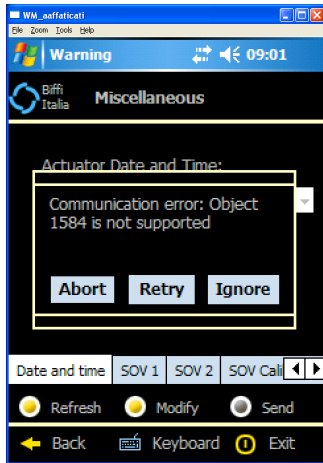 WM_aaffaticati
File Zoom Tools Help
Warning 09:01
Biffi
Italia
Miscellaneous
Actuator Date and Time:
Communication error: Object
1584 is not supported
Abort Retry Ignore
Date and time SOV 1 SOV 2 SOV Cali
Refresh Modify Send
Back Keyboard Exit